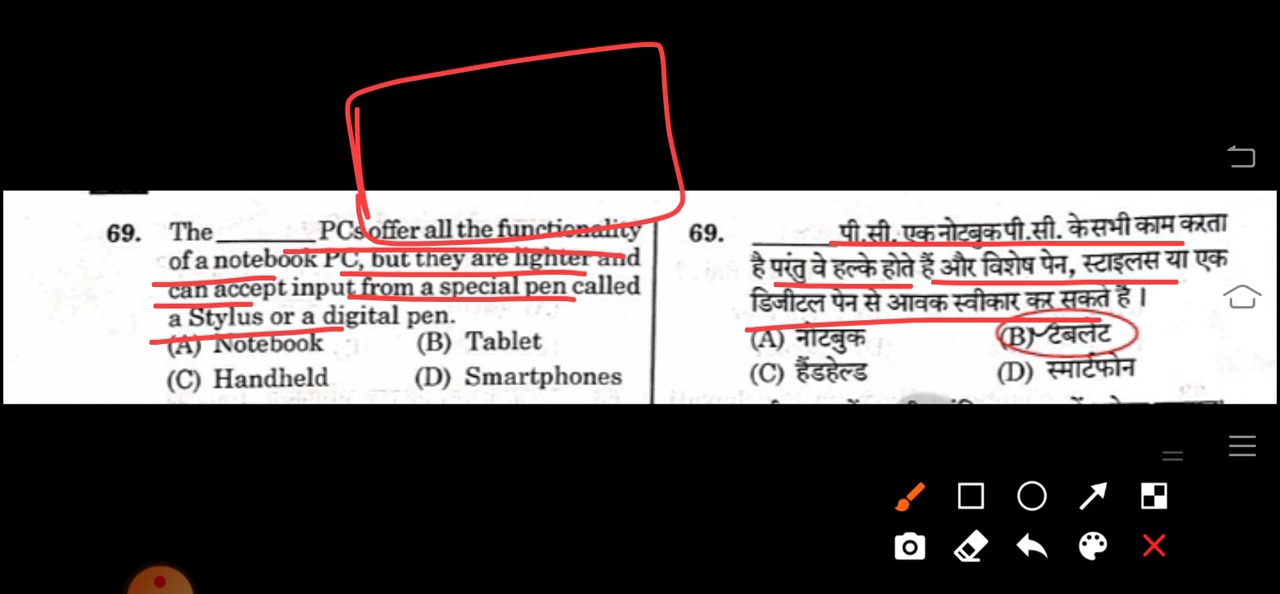 69. The ______ PCs offer all the functionality
of a notebook PC, but they are lighter and
can accept input from a special pen called
a Stylus or a digital pen.
(A) Notebook (B) Tablet
(C) Handheld (D) Smartphones
69. ______ पी.सी. एक नोटबुक पी.सी. के सभी काम करता
है परंतु वे हल्के होते हैं और विशेष पेन, स्टाइलस या एक
डिजीटल पेन से आवक स्वीकार कर सकते हैं ।
(A) नोटबुक (B) टैबलेट
(C) हैंडहेल्ड (D) स्मार्टफोन